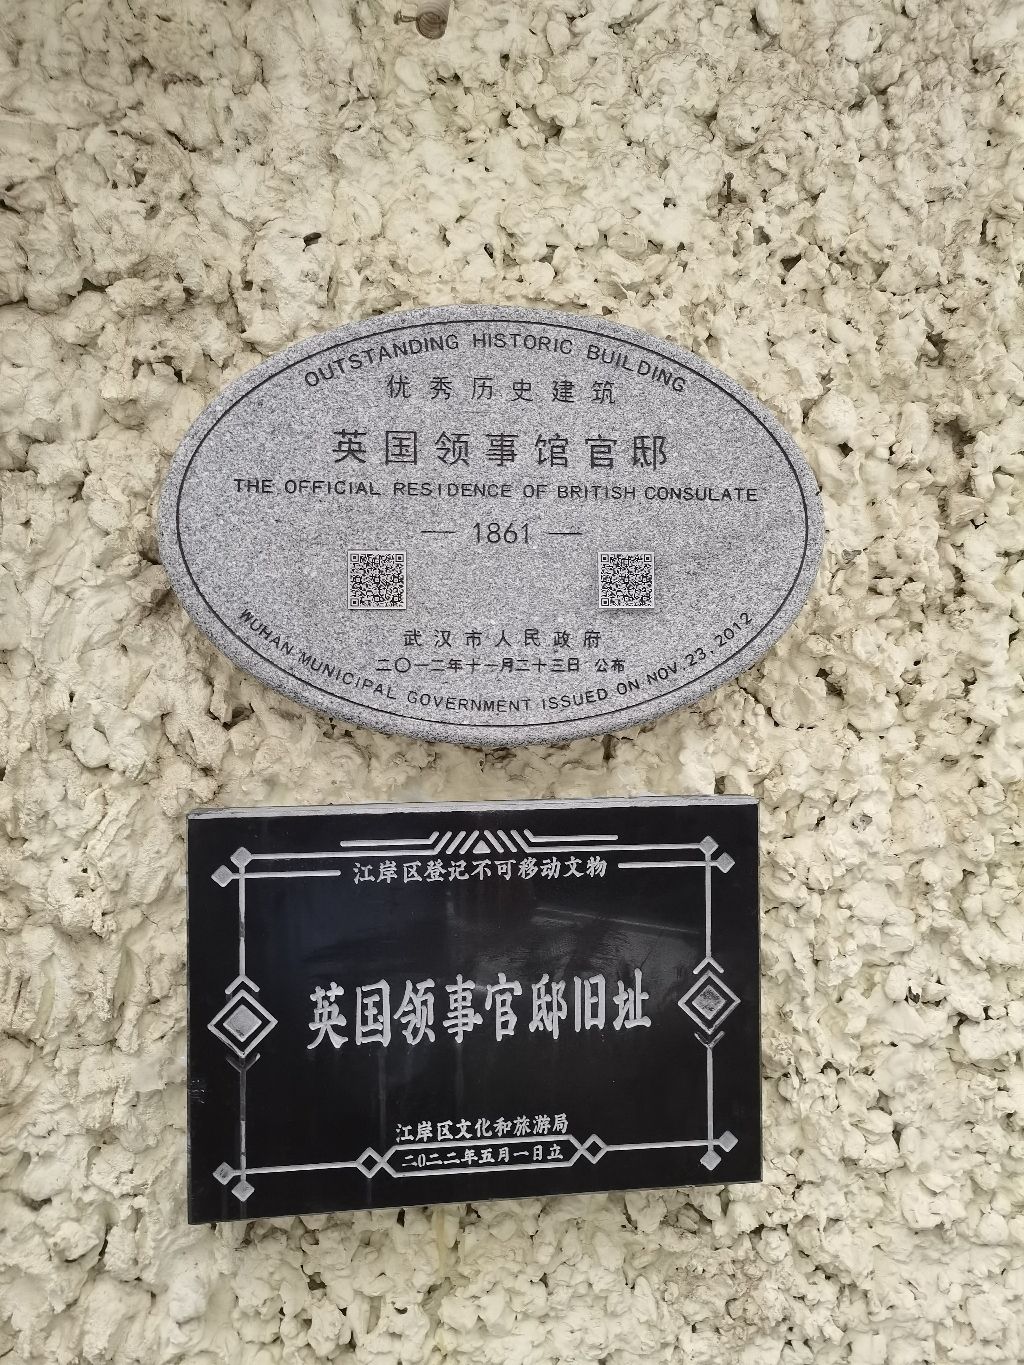 OUTSTANDING HISTORIC BUILDING
优秀历史建筑
英国领事馆官邸
THE OFFICIAL RESIDENCE OF BRITISH CONSULATE
— 1861 —
武汉市人民政府
二〇一二年十一月二十三日 公布
WUHAN MUNICIPAL GOVERNMENT ISSUED ON NOV. 23. 2012
江岸区登记不可移动文物
英国领事官邸旧址
江岸区文化和旅游局
二0二二年五月一日立